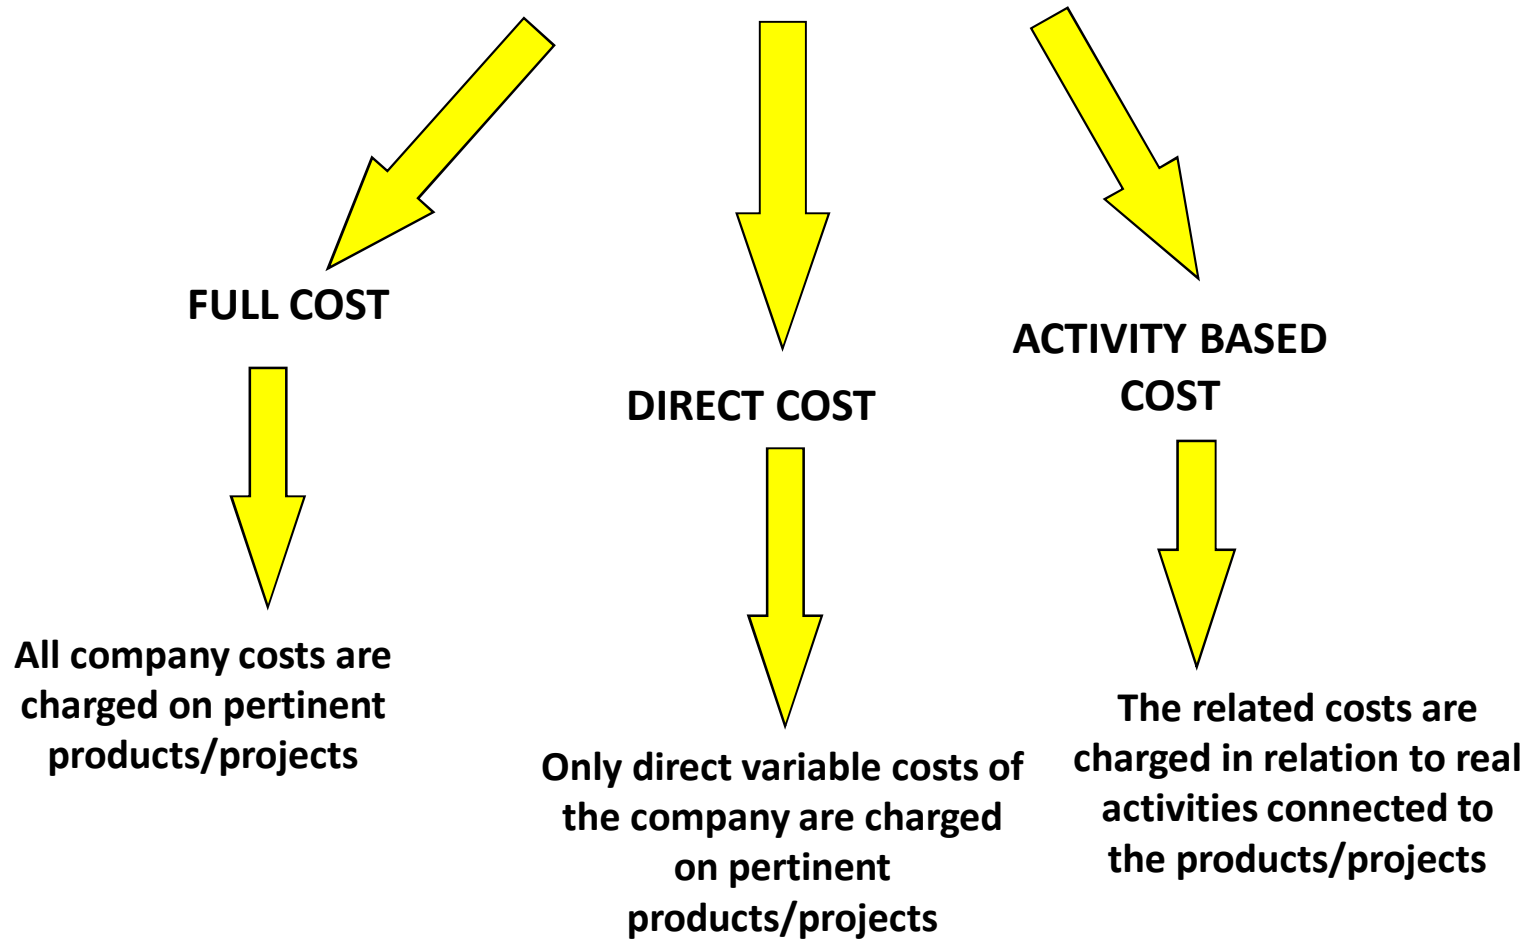 FULL COST
All company costs are
charged on pertinent
products/projects
DIRECT COST
Only direct variable costs of
the company are charged
on pertinent
products/projects
ACTIVITY BASED
COST
The related costs are
charged in relation to real
activities connected to
the products/projects